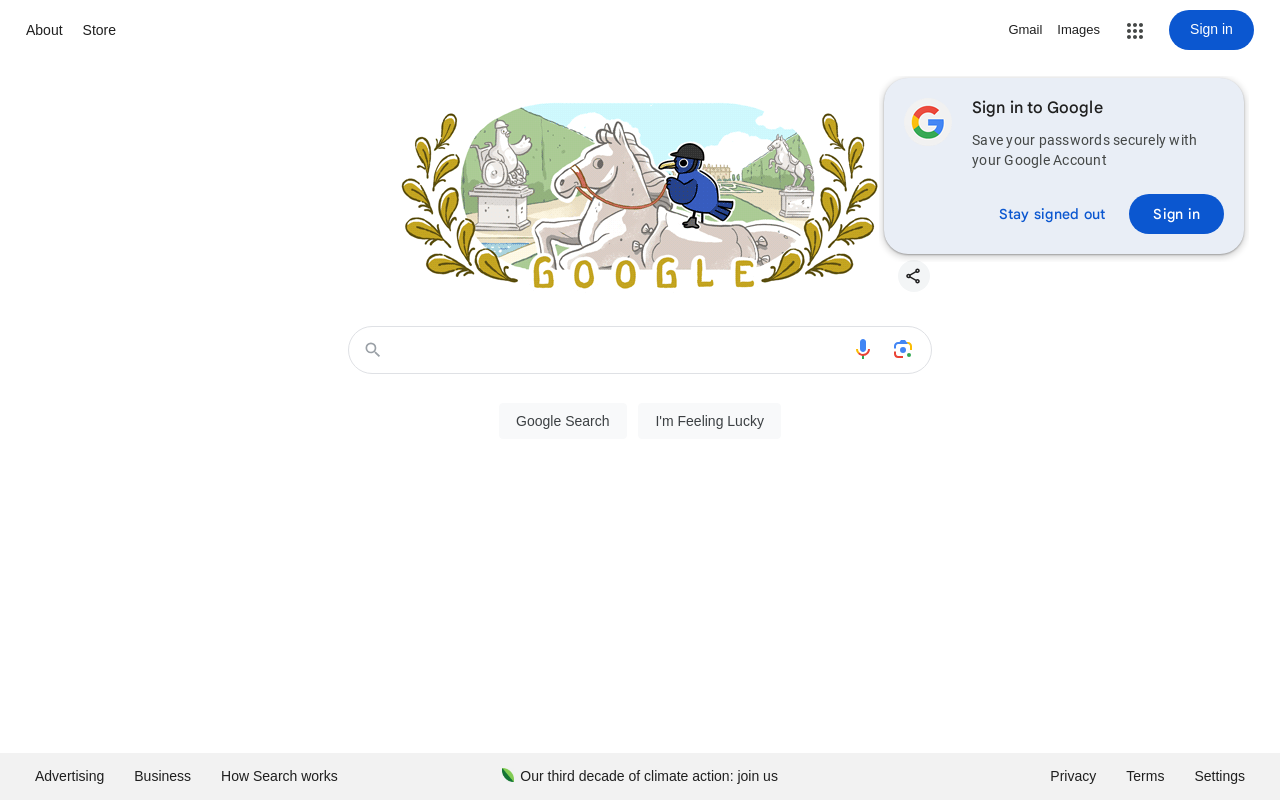 About
Store
Gmail
Images
Sign in
Sign in to Google
Save your passwords securely with
your Google Account
Stay signed out
Sign in
GOOGLE
Google Search
I'm Feeling Lucky
Advertising
Business
How Search works
Our third decade of climate action: join us
Privacy
Terms
Settings